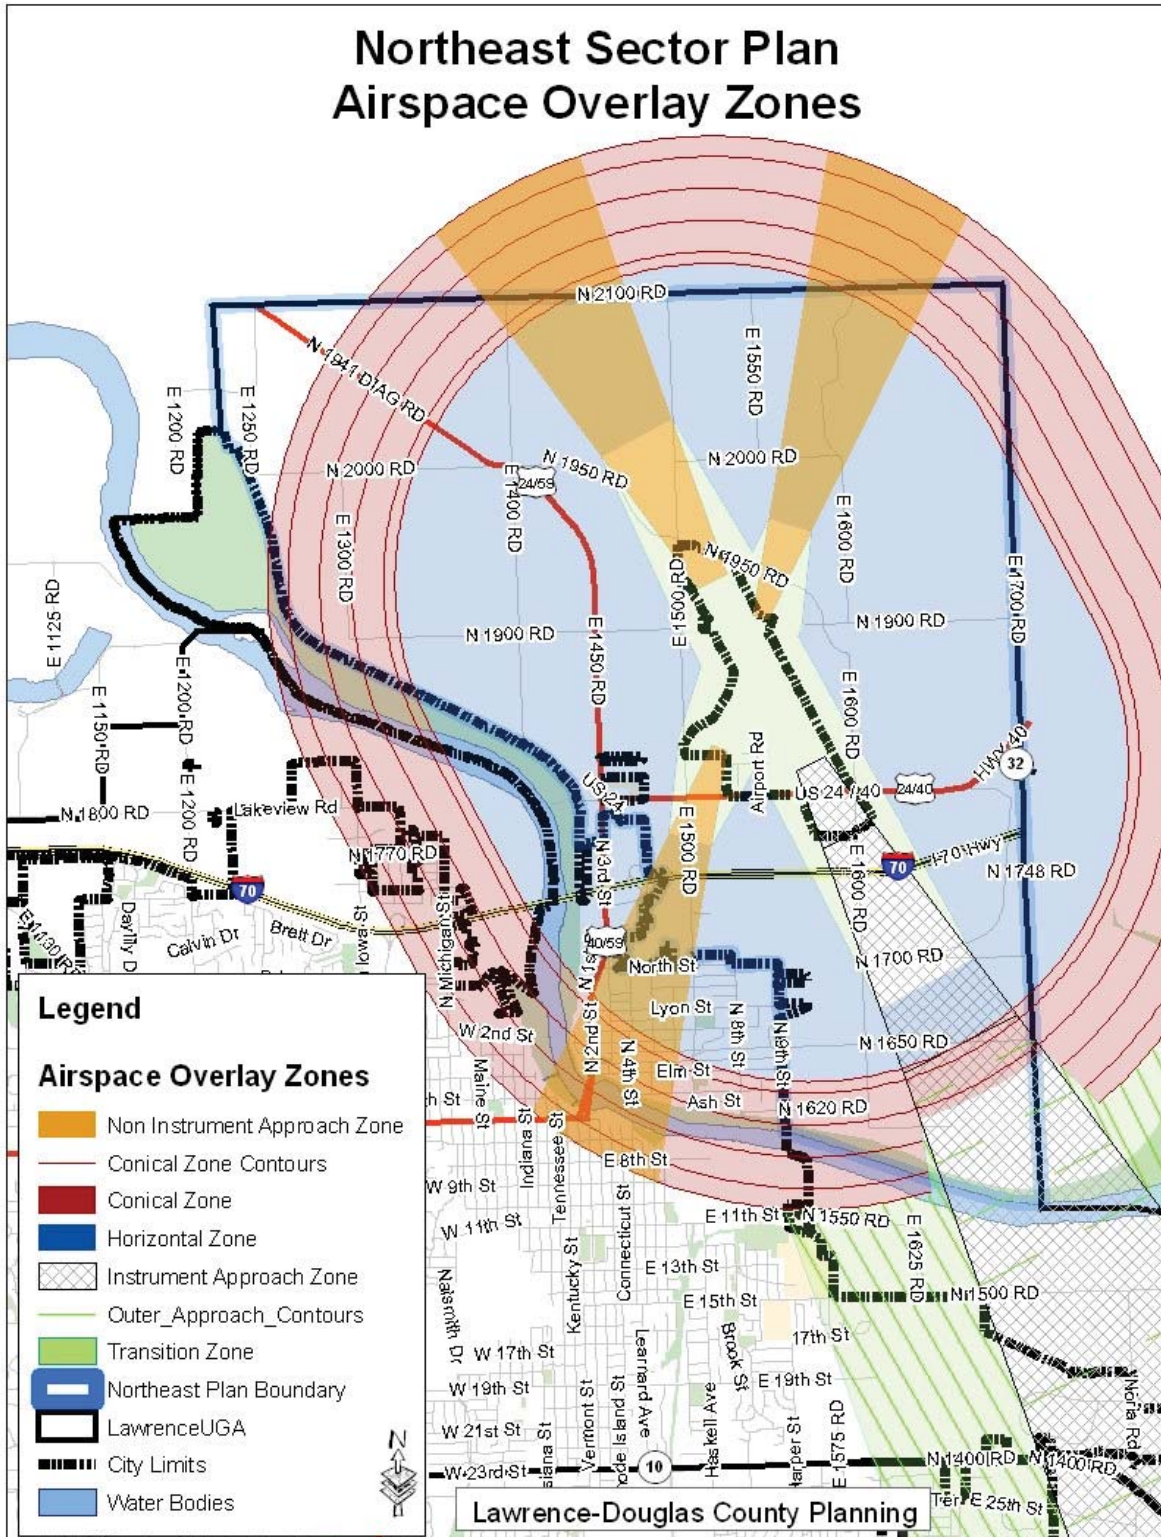 Northeast Sector Plan
Airspace Overlay Zones
N 2100 RD
E 1550 RD
N 1941 DIAG RD
E 1200 RD
E 1250 RD
N 2000 RD
N 1950 RD
N 2000 RD
24/59
E 1400 RD
E 1300 RD
E 1600 RD
N 1950 RD
E 1500 RD
E 1700 RD
E 1125 RD
N 1900 RD
N 1900 RD
E 1450 RD
E 1200 RD
E 1150 RD
E 1600 RD
Airport Rd
HWY 40
32
US 24
US 24 / 40
24/40
E 1200 RD
N 1800 RD
Lakeview Rd
E 1500 RD
N 1770 RD
N 3rd St
I-70 Hwy
70
70
E 1600 RD
N 1748 RD
Daylily D
Calvin Dr
Brett Dr
Iowa St
N Michigan St
E 1130 RD
40/59
N 1st S
North St
N 1700 RD
Lyon St
W 2nd St
N 2nd St
N 8th St
N 9th St
N 1650 RD
N 4th St
Elm St
Maine St
Ash St
N 1620 RD
th St
Indiana St
Tennessee St
E 8th St
W 9th St
W 11th St
Connecticut St
E 11th St
N 1550 RD
E 1625 RD
Kentucky St
E 13th St
Naismith Dr
E 15th St
N 1500 RD
Learnard Ave
Brook St
17th St
W 17th St
E 19th St
W 19th St
Vermont St
Haskell Ave
Harper St
E 1575 RD
Noria Rd
W 21st St
W 23rd St
10
N 1400 RD
N 1400 RD
E 25th St
Legend
Airspace Overlay Zones
Non Instrument Approach Zone
Conical Zone Contours
Conical Zone
Horizontal Zone
Instrument Approach Zone
Outer_Approach_Contours
Transition Zone
Northeast Plan Boundary
LawrenceUGA
City Limits
Water Bodies
N
Lawrence-Douglas County Planning